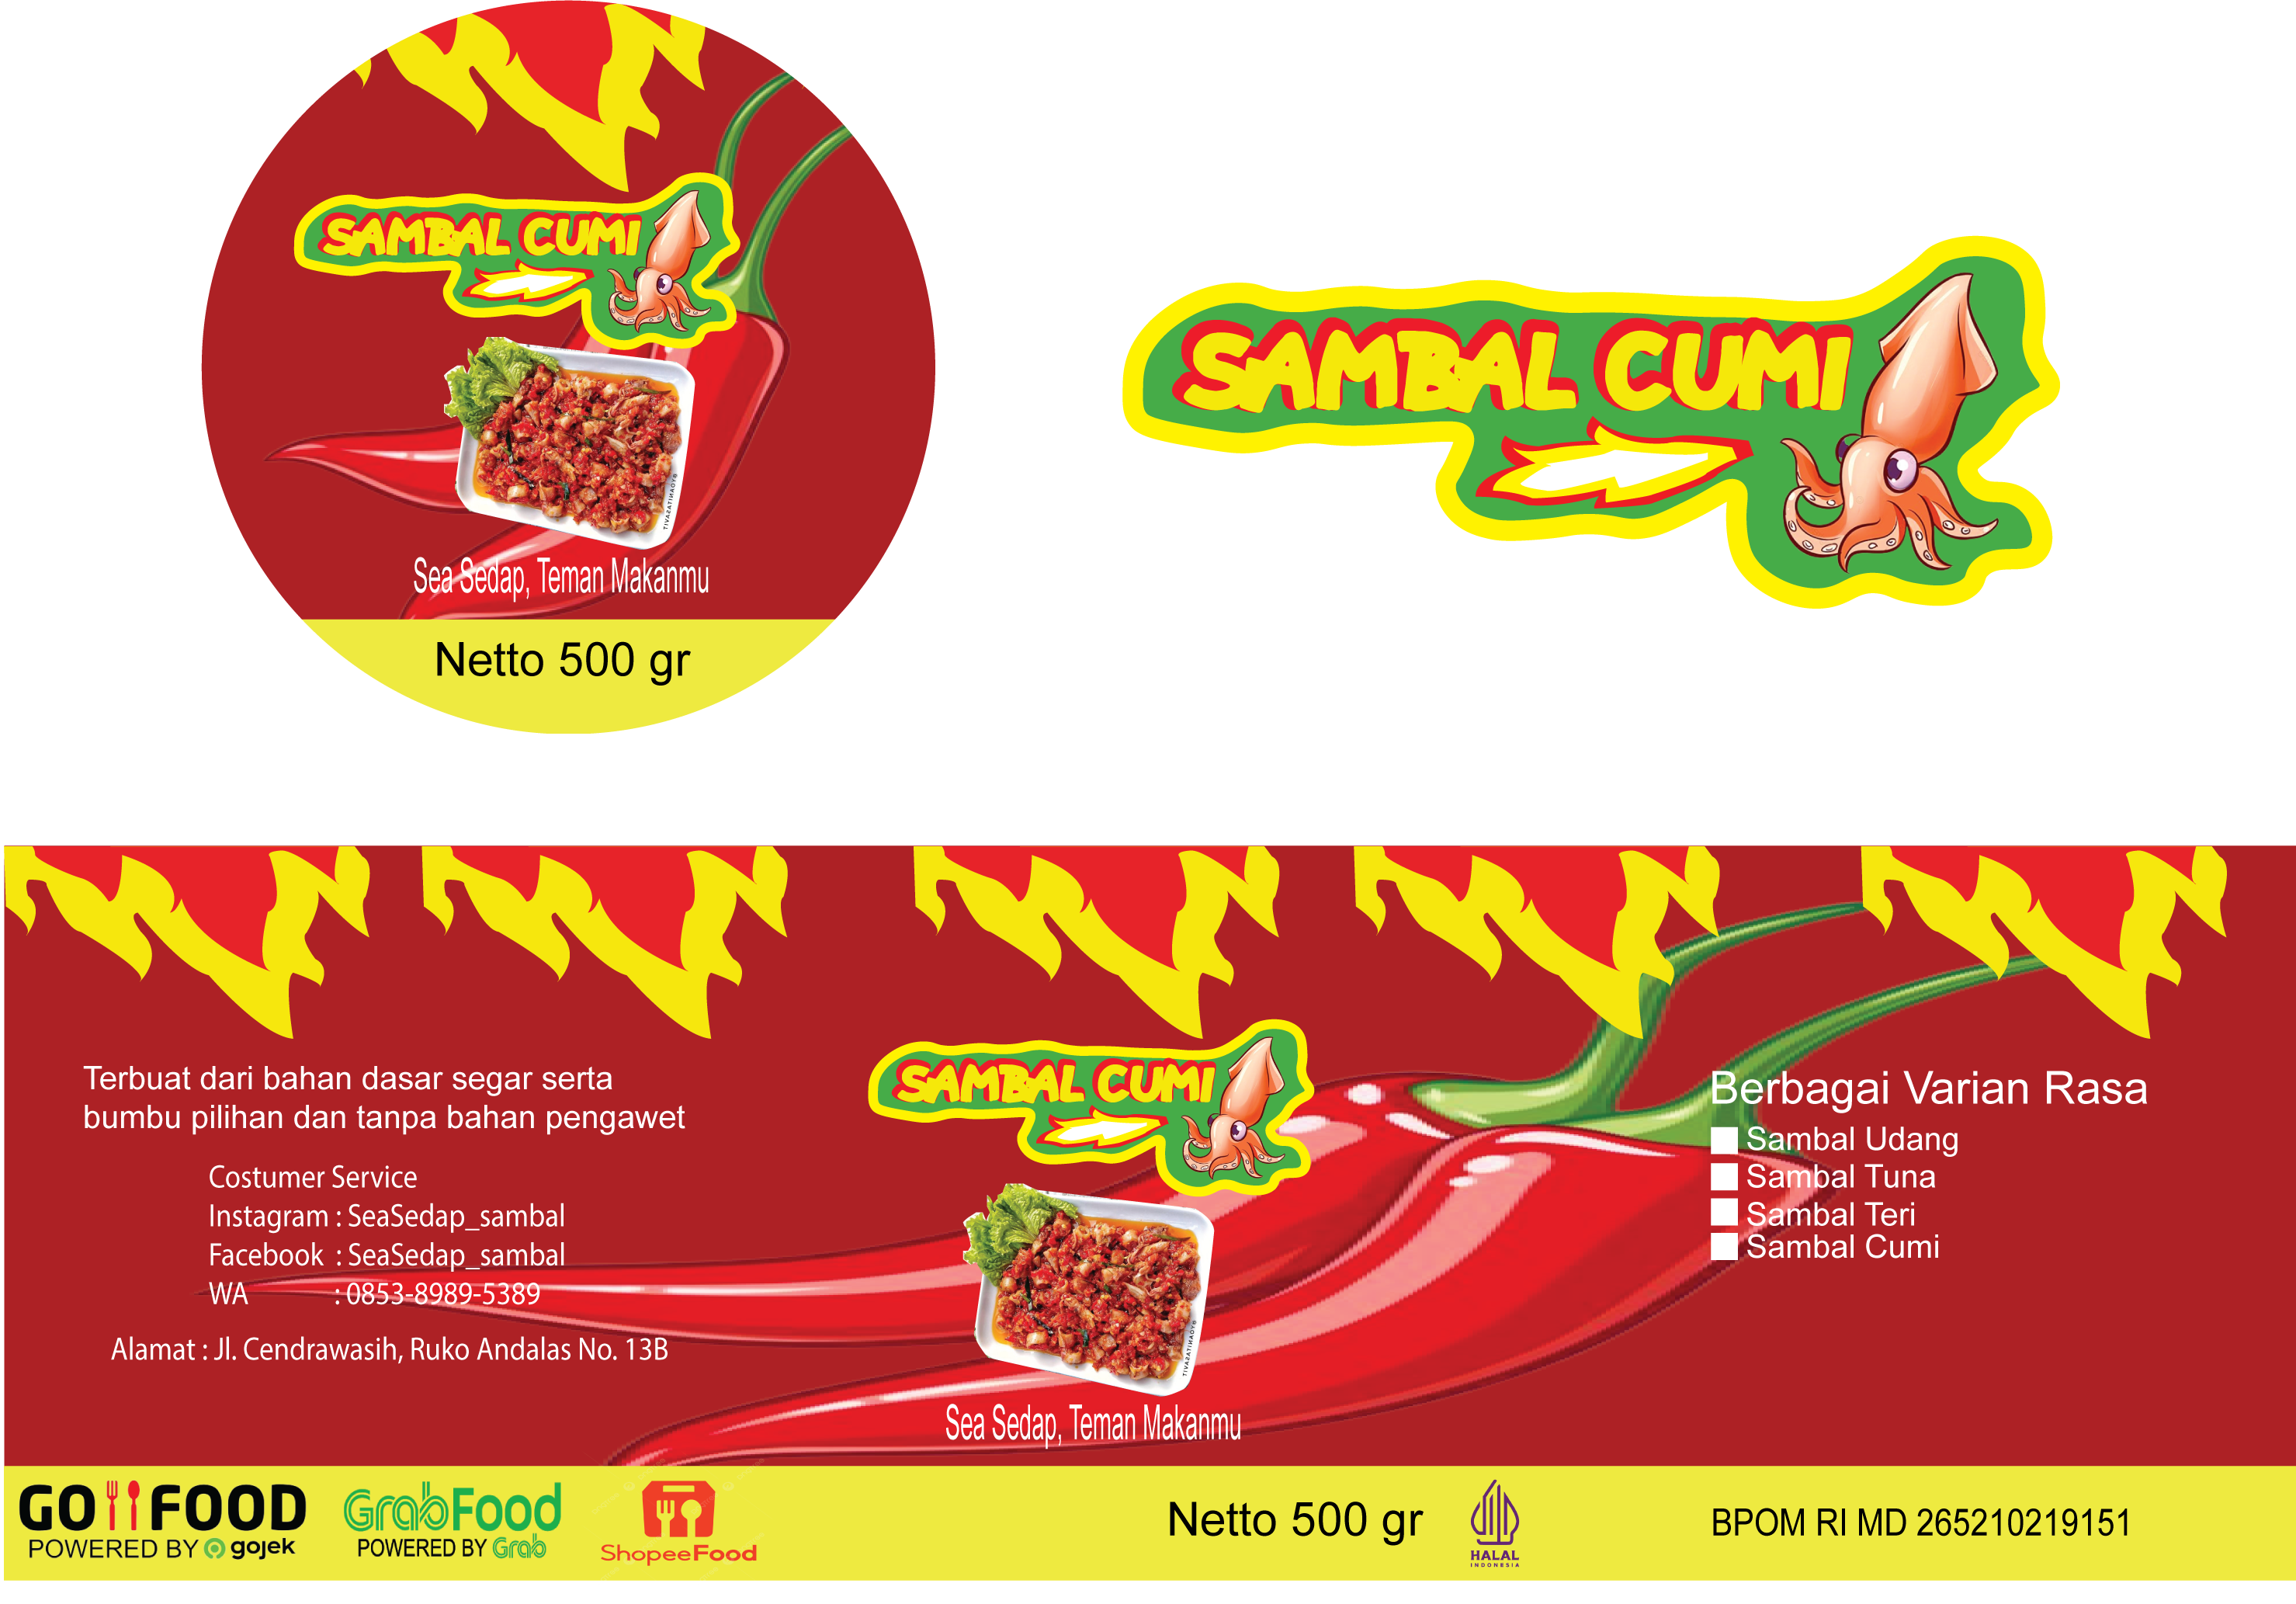 SAMBAL CUMI
Sea Sedap, Teman Makanmu
Netto 500 gr
SAMBAL CUMI
Terbuat dari bahan dasar segar serta
bumbu pilihan dan tanpa bahan pengawet
Costumer Service
Instagram : SeaSedap_sambal
Facebook : SeaSedap_sambal
WA : 0853-8989-5389
Alamat : Jl. Cendrawasih, Ruko Andalas No. 13B
SAMBAL CUMI
Sea Sedap, Teman Makanmu
Berbagai Varian Rasa
Sambal Udang
Sambal Tuna
Sambal Teri
Sambal Cumi
GO FOOD
POWERED BY gojek
GrabFood
POWERED BY Grab
ShopeeFood
Netto 500 gr
HALAL
INDONESIA
BPOM RI MD 265210219151